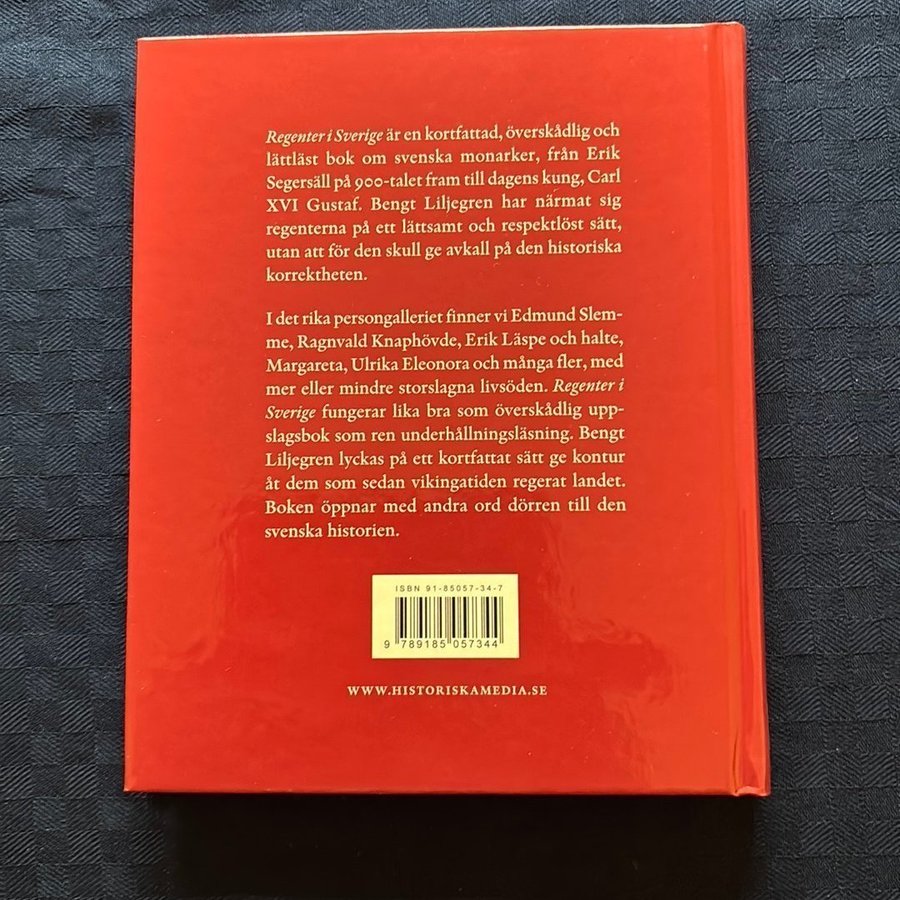 Regenter i Sverige är en kortfattad, överskådlig och
lättläst bok om svenska monarker, från Erik
Segersäll på 900-talet fram till dagens kung, Carl
XVI Gustaf. Bengt Liljegren har närmat sig
regenterna på ett lättsamt och respektlöst sätt,
utan att för den skull ge avkall på den historiska
korrektheten.
I det rika persongalleriet finner vi Edmund Slem-
me, Ragnvald Knaphövde, Erik Läspe och halte,
Margareta, Ulrika Eleonora och många fler, med
mer eller mindre storslagna livsöden. Regenter i
Sverige fungerar lika bra som överskådlig upp-
slagsbok som ren underhållningsläsning. Bengt
Liljegren lyckas på ett kortfattat sätt ge kontur
åt dem som sedan vikingatiden regerat landet.
Boken öppnar med andra ord dörren till den
svenska historien.
ISBN 91-85057-34-7
9 789185 057344
WWW.HISTORISKAMEDIA.SE